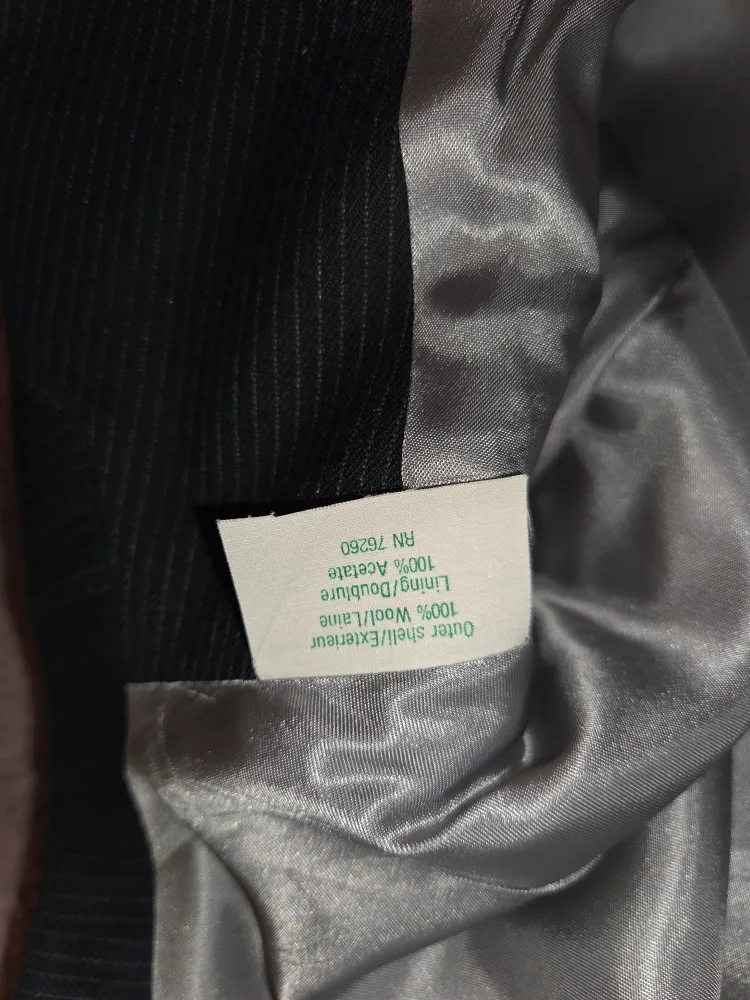 Outer shell/Exterieur
100% Wool/Laine
Lining/Doublure
100% Acetate
RN 76260